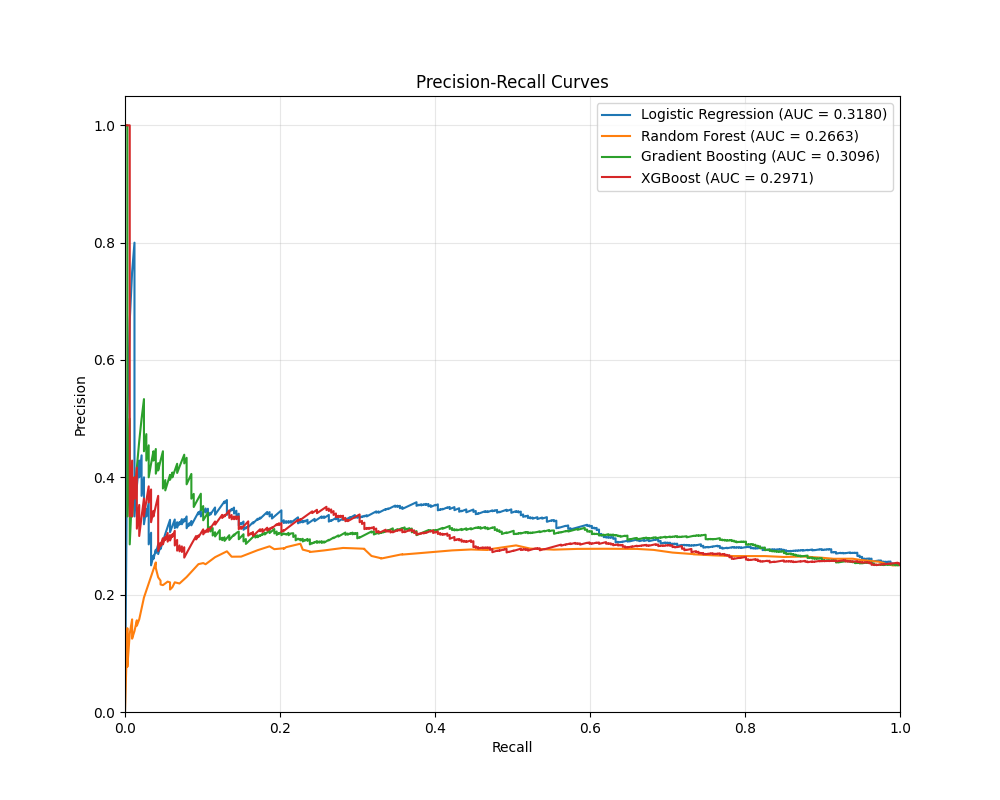 Precision-Recall Curves
Logistic Regression (AUC = 0.3180)
Random Forest (AUC = 0.2663)
Gradient Boosting (AUC = 0.3096)
XGBoost (AUC = 0.2971)
Precision
1.0
0.8
0.6
0.4
0.2
0.0
0.0 0.2 0.4 0.6 0.8 1.0
Recall